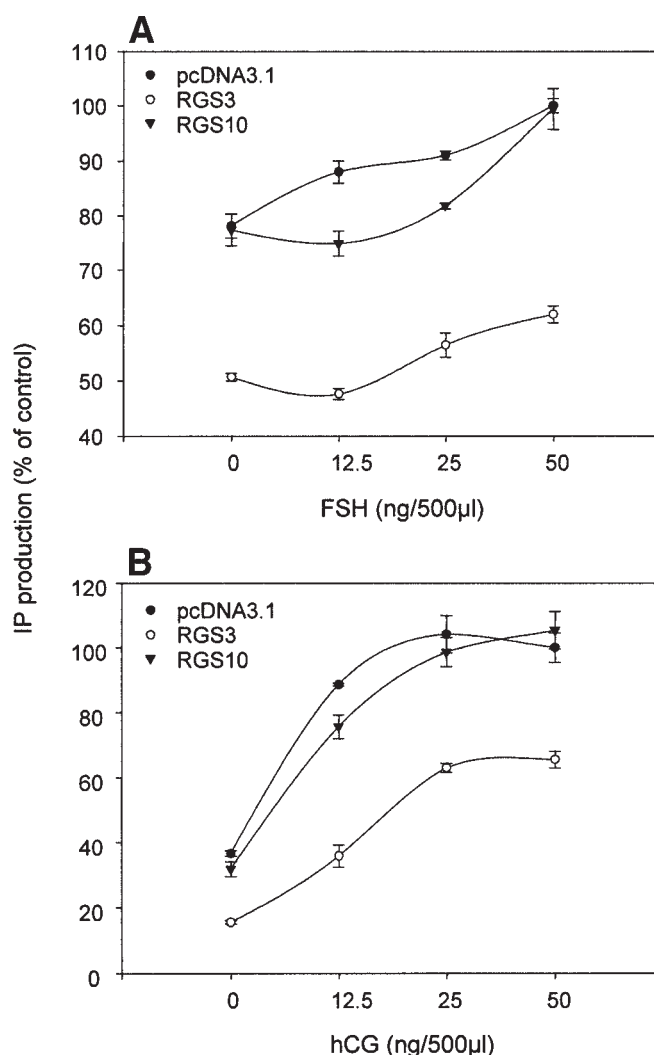 A
110
100
90
80
70
60
50
40
pcDNA3.1
RGS3
RGS10
0 12.5 25 50
FSH (ng/500µl)
IP production (% of control)
B
120
100
80
60
40
20
0
pcDNA3.1
RGS3
RGS10
0 12.5 25 50
hCG (ng/500µl)